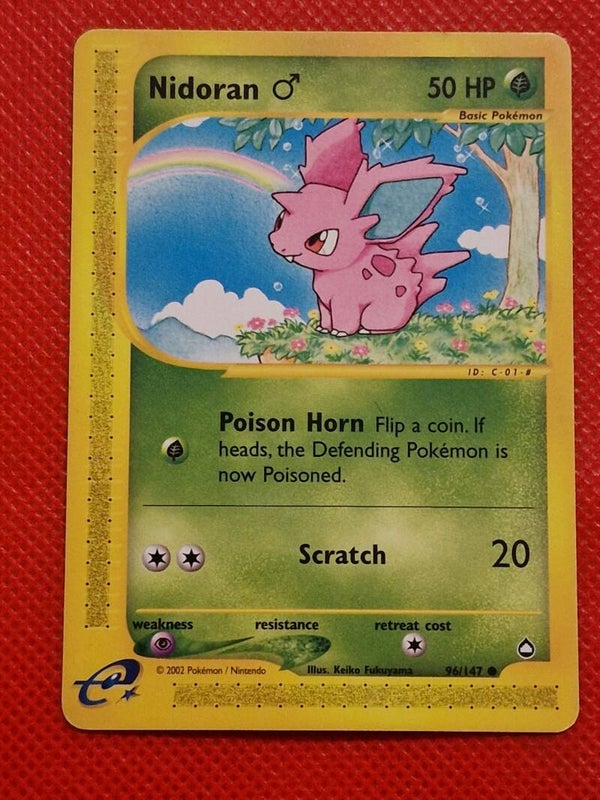 Nidoran ♂ 50 HP
Basic Pokémon
ID: C-01-#
Poison Horn Flip a coin. If
heads, the Defending Pokémon is
now Poisoned.
Scratch 20
weakness resistance retreat cost
© 2002 Pokémon / Nintendo Illus. Keiko Fukuyama 96/147 ●
e